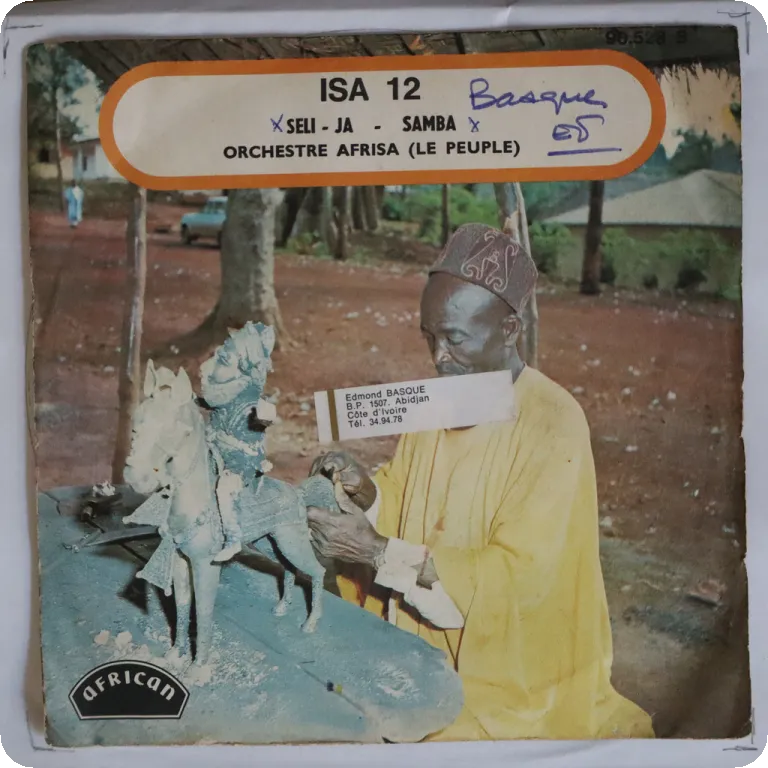 90.528 S
ISA 12
Basque
x SELI - JA - SAMBA x
ORCHESTRE AFRISA (LE PEUPLE)
Edmond BASQUE
B.P. 1507. Abidjan
Côte d'Ivoire
Tél. 34.94.78
AFRICAN